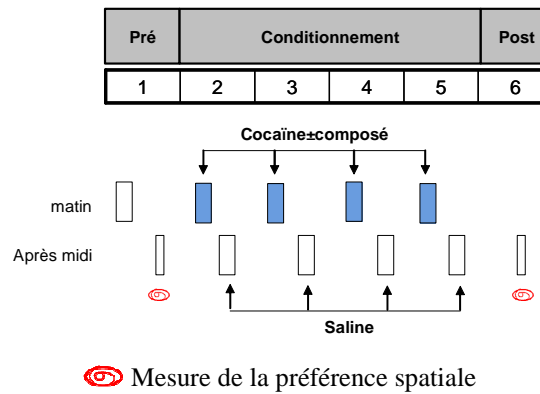 Pré Conditionnement Post
1 2 3 4 5 6
Cocaïne±composé
matin
Après midi
Saline
Mesure de la préférence spatiale